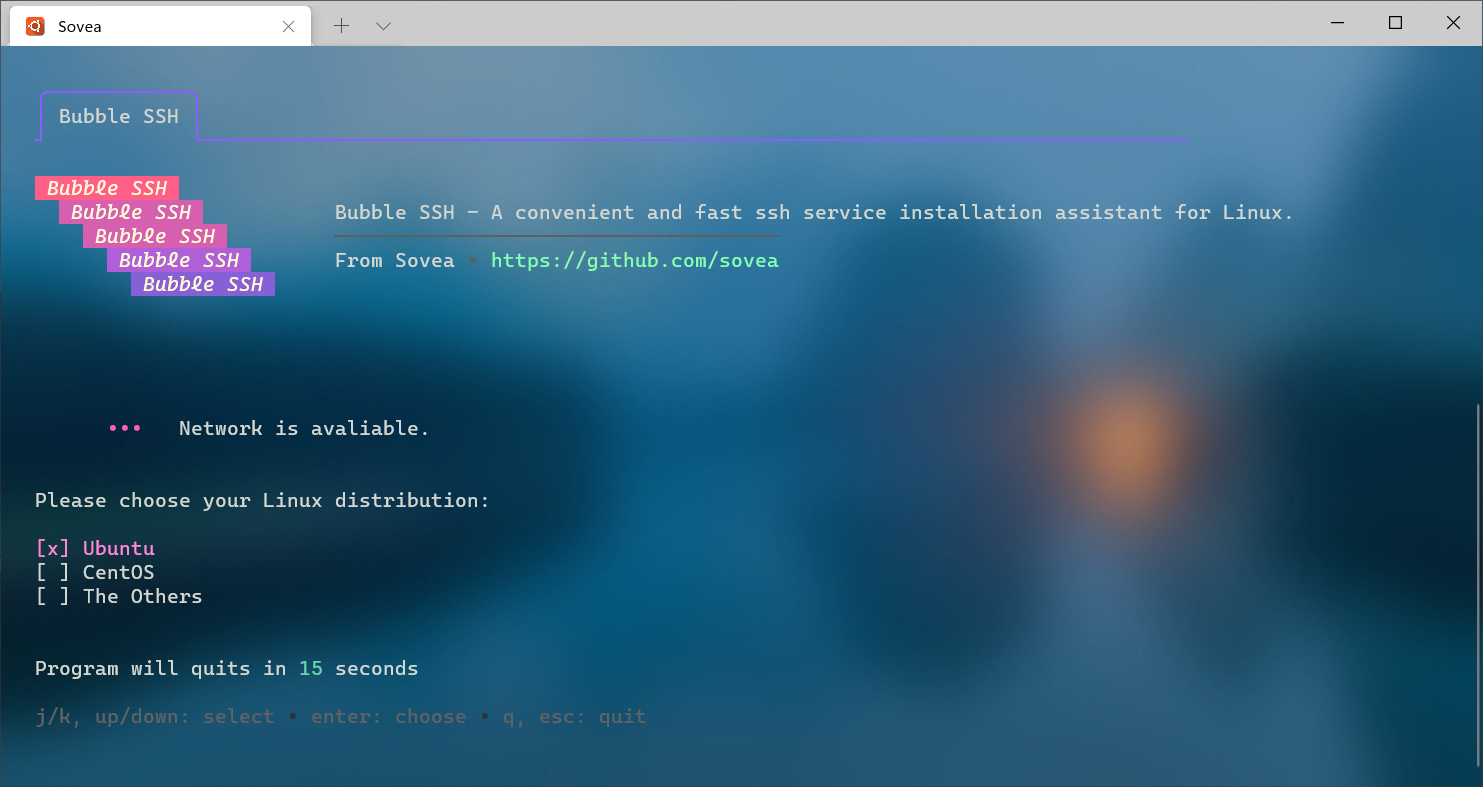 Sovea
Bubble SSH
Bubble SSH
Bubble SSH
Bubble SSH
Bubble SSH
Bubble SSH
Bubble SSH - A convenient and fast ssh service installation assistant for Linux.
From Sovea • https://github.com/sovea
••• Network is avaliable.
Please choose your Linux distribution:
[x] Ubuntu
[ ] CentOS
[ ] The Others
Program will quits in 15 seconds
j/k, up/down: select • enter: choose • q, esc: quit